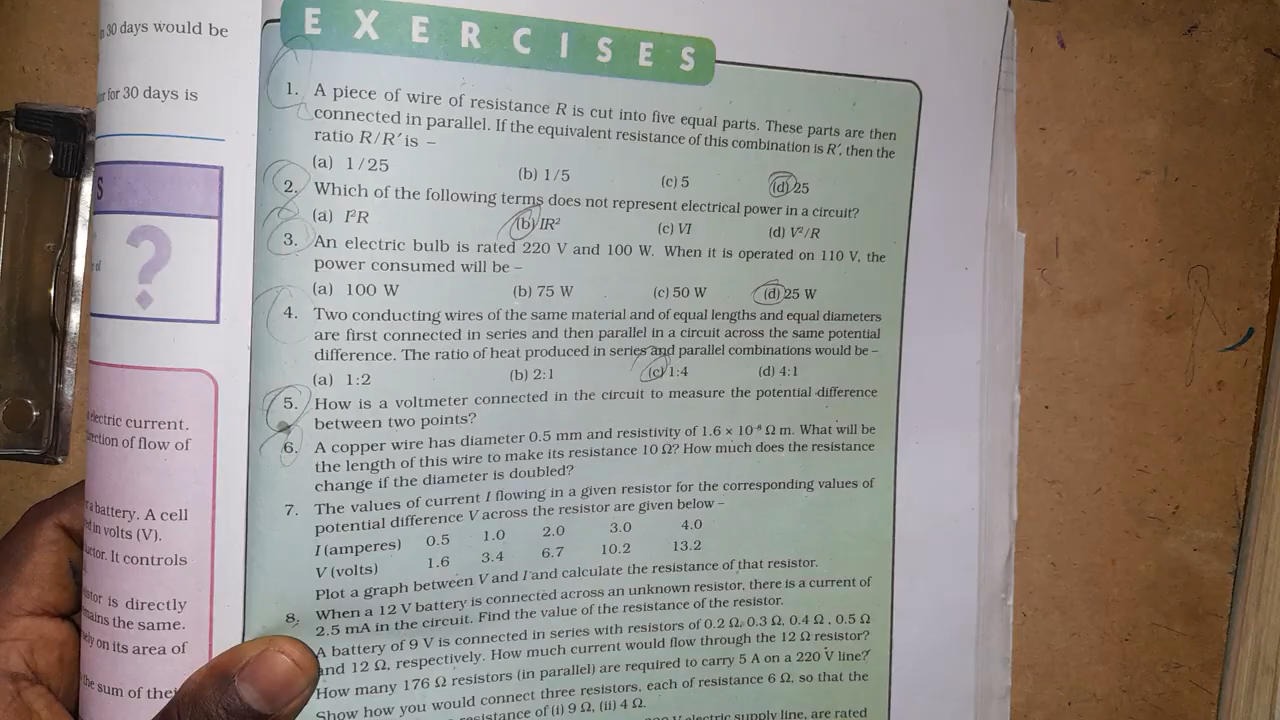 30 days would be
for 30 days is
S
?
electric current.
of flow of
a battery. A cell
in volts (V).
It controls
is directly
the same.
on its area of
the sum of
EXERCISES
1. A piece of wire of resistance R is cut into five equal parts. These parts are then
connected in parallel. If the equivalent resistance of this combination is R′, then the
ratio R/R′ is –
(a) 1/25 (b) 1/5 (c) 5 (d) 25
2. Which of the following terms does not represent electrical power in a circuit?
(a) I²R (b) IR² (c) VI (d) V²/R
3. An electric bulb is rated 220 V and 100 W. When it is operated on 110 V, the
power consumed will be –
(a) 100 W (b) 75 W (c) 50 W (d) 25 W
4. Two conducting wires of the same material and of equal lengths and equal diameters
are first connected in series and then parallel in a circuit across the same potential
difference. The ratio of heat produced in series and parallel combinations would be –
(a) 1:2 (b) 2:1 (c) 1:4 (d) 4:1
5. How is a voltmeter connected in the circuit to measure the potential difference
between two points?
6. A copper wire has diameter 0.5 mm and resistivity of 1.6 × 10⁻⁸ Ω m. What will be
the length of this wire to make its resistance 10 Ω? How much does the resistance
change if the diameter is doubled?
7. The values of current I flowing in a given resistor for the corresponding values of
potential difference V across the resistor are given below –
I (amperes) 0.5 1.0 2.0 3.0 4.0
V (volts) 1.6 3.4 6.7 10.2 13.2
Plot a graph between V and I and calculate the resistance of that resistor.
8. When a 12 V battery is connected across an unknown resistor, there is a current of
2.5 mA in the circuit. Find the value of the resistance of the resistor.
A battery of 9 V is connected in series with resistors of 0.2 Ω, 0.3 Ω, 0.4 Ω , 0.5 Ω
and 12 Ω, respectively. How much current would flow through the 12 Ω resistor?
How many 176 Ω resistors (in parallel) are required to carry 5 A on a 220 V line?
Show how you would connect three resistors, each of resistance 6 Ω, so that the
resistance of (i) 9 Ω, (ii) 4 Ω.
V electric supply line, are rated